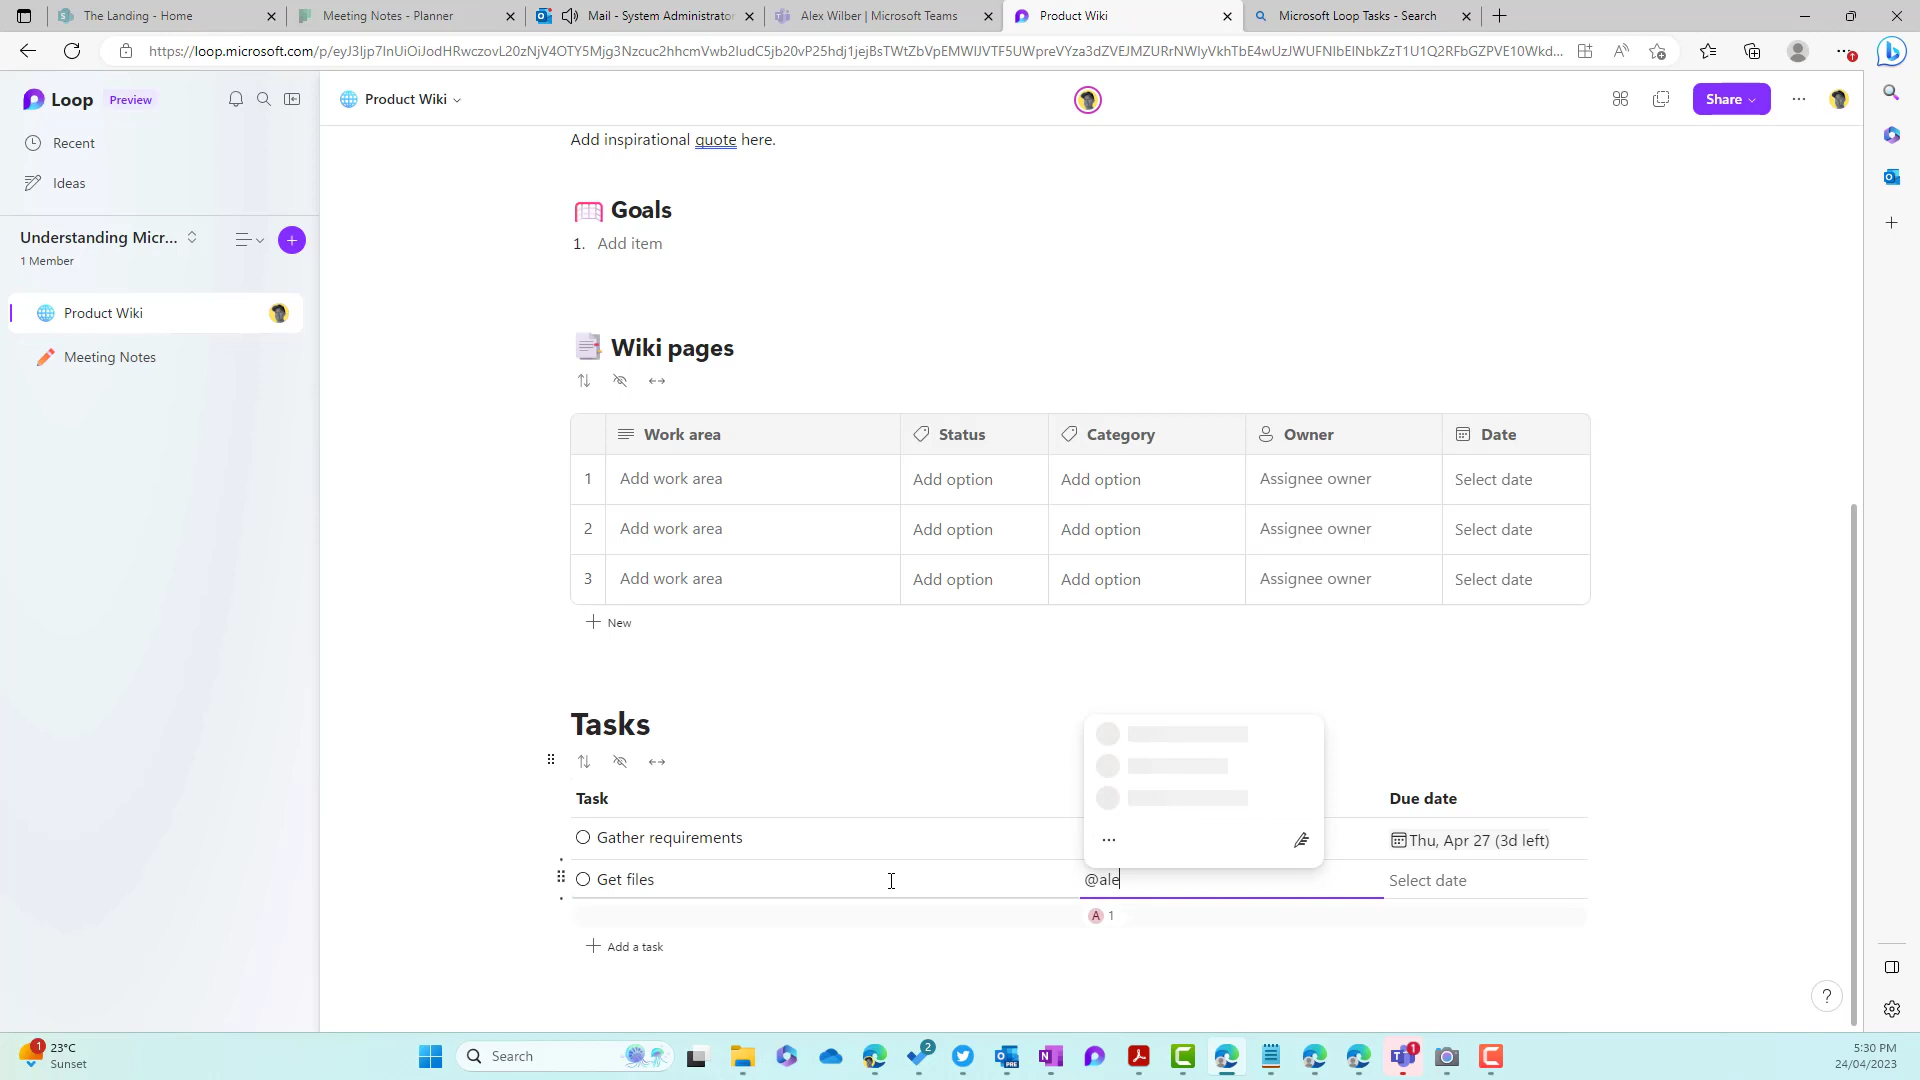 The Landing - Home
Meeting Notes - Planner
Mail - System Administrator
Alex Wilber | Microsoft Teams
Product Wiki
Microsoft Loop Tasks - Search
Loop
Preview
Product Wiki
Share
Recent
Ideas
Understanding Micr...
1 Member
Product Wiki
Meeting Notes
Add inspirational quote here.
Goals
1. Add item
Wiki pages
Work area Status Category Owner Date
1 Add work area Add option Add option Assignee owner Select date
2 Add work area Add option Add option Assignee owner Select date
3 Add work area Add option Add option Assignee owner Select date
New
Tasks
Task Due date
Gather requirements Thu, Apr 27 (3d left)
Get files @ale Select date
A 1
Add a task
?
1
23°C
Sunset
Search
2
1
5:30 PM
24/04/2023